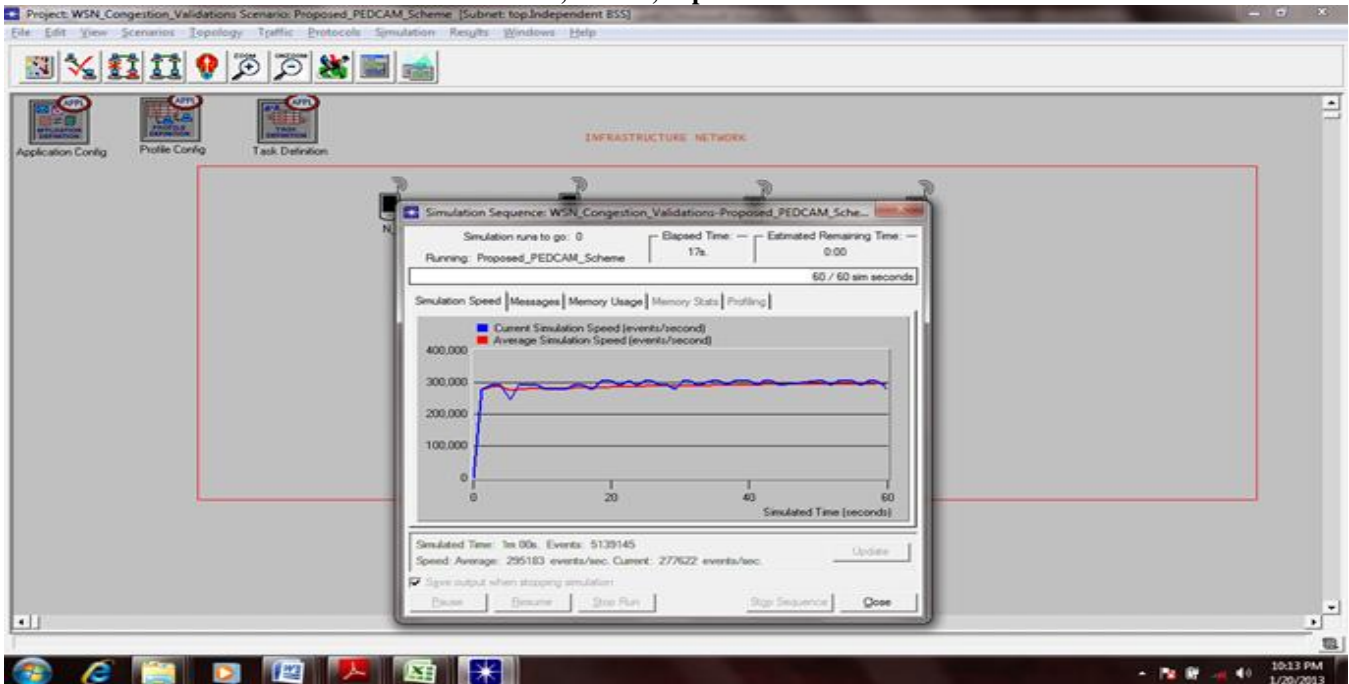 Project: WSN_Congestion_Validations Scenario: Proposed_PEDCAM_Scheme [Subnet: top.Independent BSS]
File Edit View Scenarios Topology Traffic Protocols Simulation Results Windows Help
APPL APPL APPL
Application Config Profile Config Task Definition
INFRASTRUCTURE NETWORK
Simulation Sequence: WSN_Congestion_Validations-Proposed_PEDCAM_Sche...
Simulation runs to go: 0
Running: Proposed_PEDCAM_Scheme
Elapsed Time: —
17s.
Estimated Remaining Time: —
0:00
60 / 60 sim seconds
Simulation Speed Messages Memory Usage Memory Stats Profiling
Current Simulation Speed (events/second)
Average Simulation Speed (events/second)
400,000
300,000
200,000
100,000
0
0 20 40 60
Simulated Time (seconds)
Simulated Time: 1m 00s. Events: 5139145
Speed: Average: 295183 events/sec. Current: 277622 events/sec.
Update
Save output when stopping simulation
Pause Resume Stop Run Stop Sequence Close
10:13 PM
1/20/2013